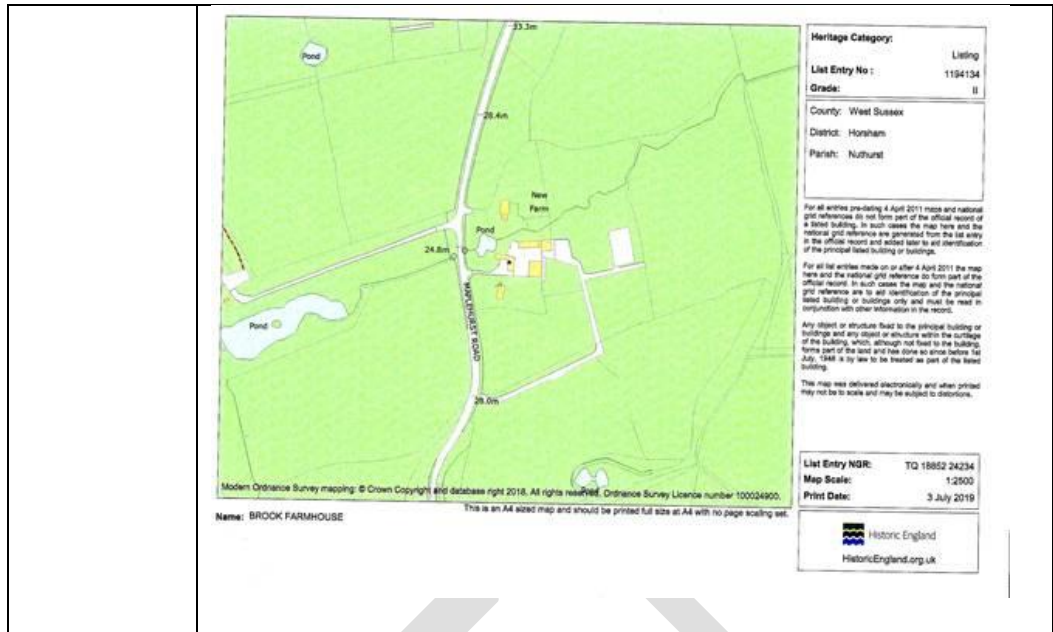 33.3m
Pond
28.4m
New
Farm
Pond
24.8m
MAPLEHURST ROAD
Pond
28.0m
Pond
Modern Ordnance Survey mapping: © Crown Copyright and database right 2018. All rights reserved. Ordnance Survey Licence number 100024900.
Name: BROOK FARMHOUSE
This is an A4 sized map and should be printed full size at A4 with no page scaling set.
Heritage Category:
Listing
List Entry No : 1194134
Grade: II
County: West Sussex
District: Horsham
Parish: Nuthurst
For all entries pre-dating 4 April 2011 maps and national
grid references do not form part of the official record of
a listed building. In such cases the map here and the
national grid reference are generated from the list entry
in the official record and added later to aid identification
of the principal listed building or buildings.
For all list entries made on or after 4 April 2011 the map
here and the national grid reference do form part of the
official record. In such cases the map and the national
grid reference are to aid identification of the principal
listed building or buildings only and must be read in
conjunction with other information in the record.
Any object or structure fixed to the principal building or
buildings and any object or structure within the curtilage
of the building, which, although not fixed to the building,
forms part of the land and has done so since before 1st
July, 1948 is by law to be treated as part of the listed
building.
This map was delivered electronically and when printed
may not be to scale and may be subject to distortions.
List Entry NGR: TQ 18852 24234
Map Scale: 1:2500
Print Date: 3 July 2019
Historic England
HistoricEngland.org.uk